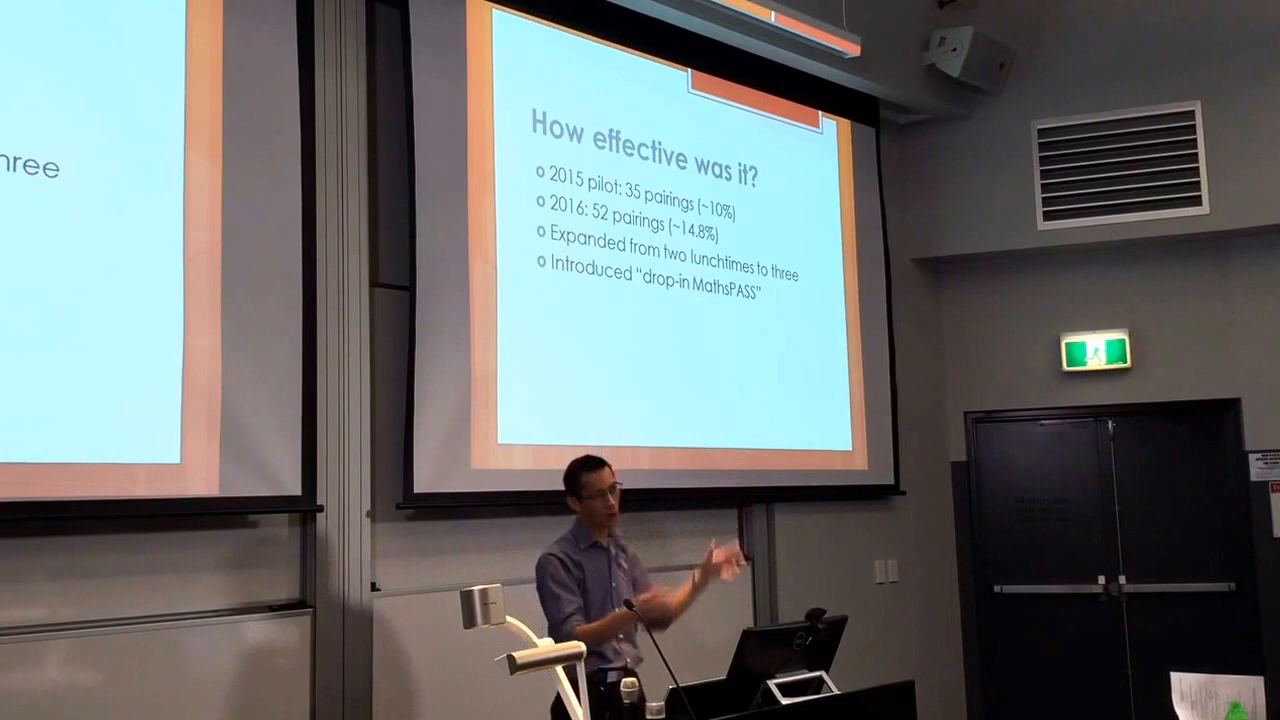 hree
How effective was it?
2015 pilot: 35 pairings (~10%)
2016: 52 pairings (~14.8%)
Expanded from two lunchtimes to three
Introduced “drop-in MathsPASS”